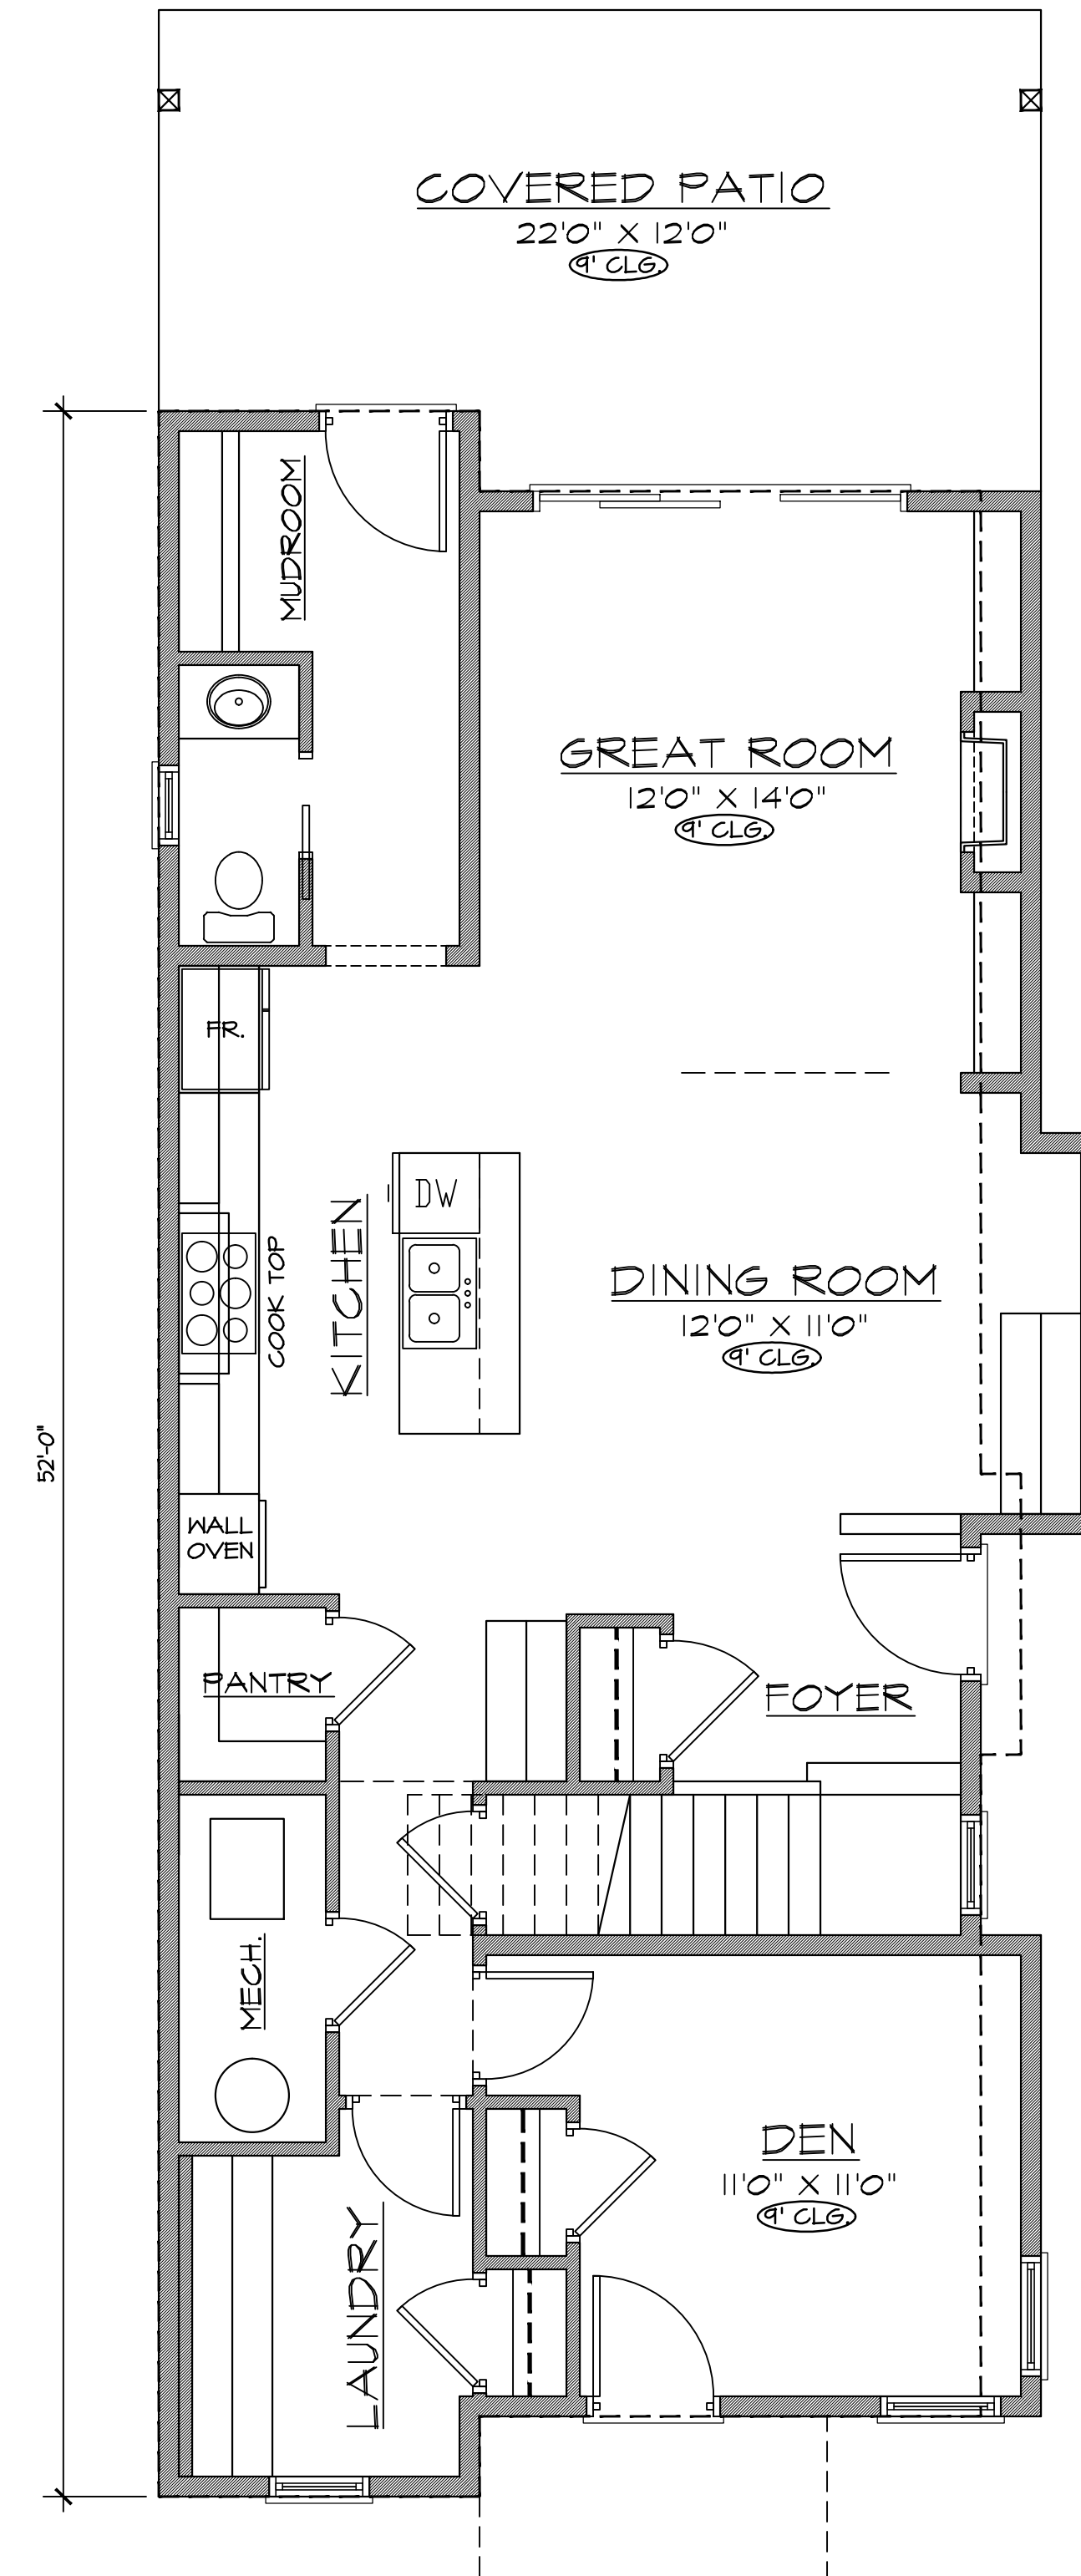 COVERED PATIO
22'0" X 12'0"
9' CLG.
MUDROOM
GREAT ROOM
12'0" X 14'0"
9' CLG.
FR.
DW
KITCHEN
COOK TOP
DINING ROOM
12'0" X 11'0"
9' CLG.
52'-0"
WALL
OVEN
PANTRY
FOYER
MECH.
DEN
11'0" X 11'0"
9' CLG.
LAUNDRY